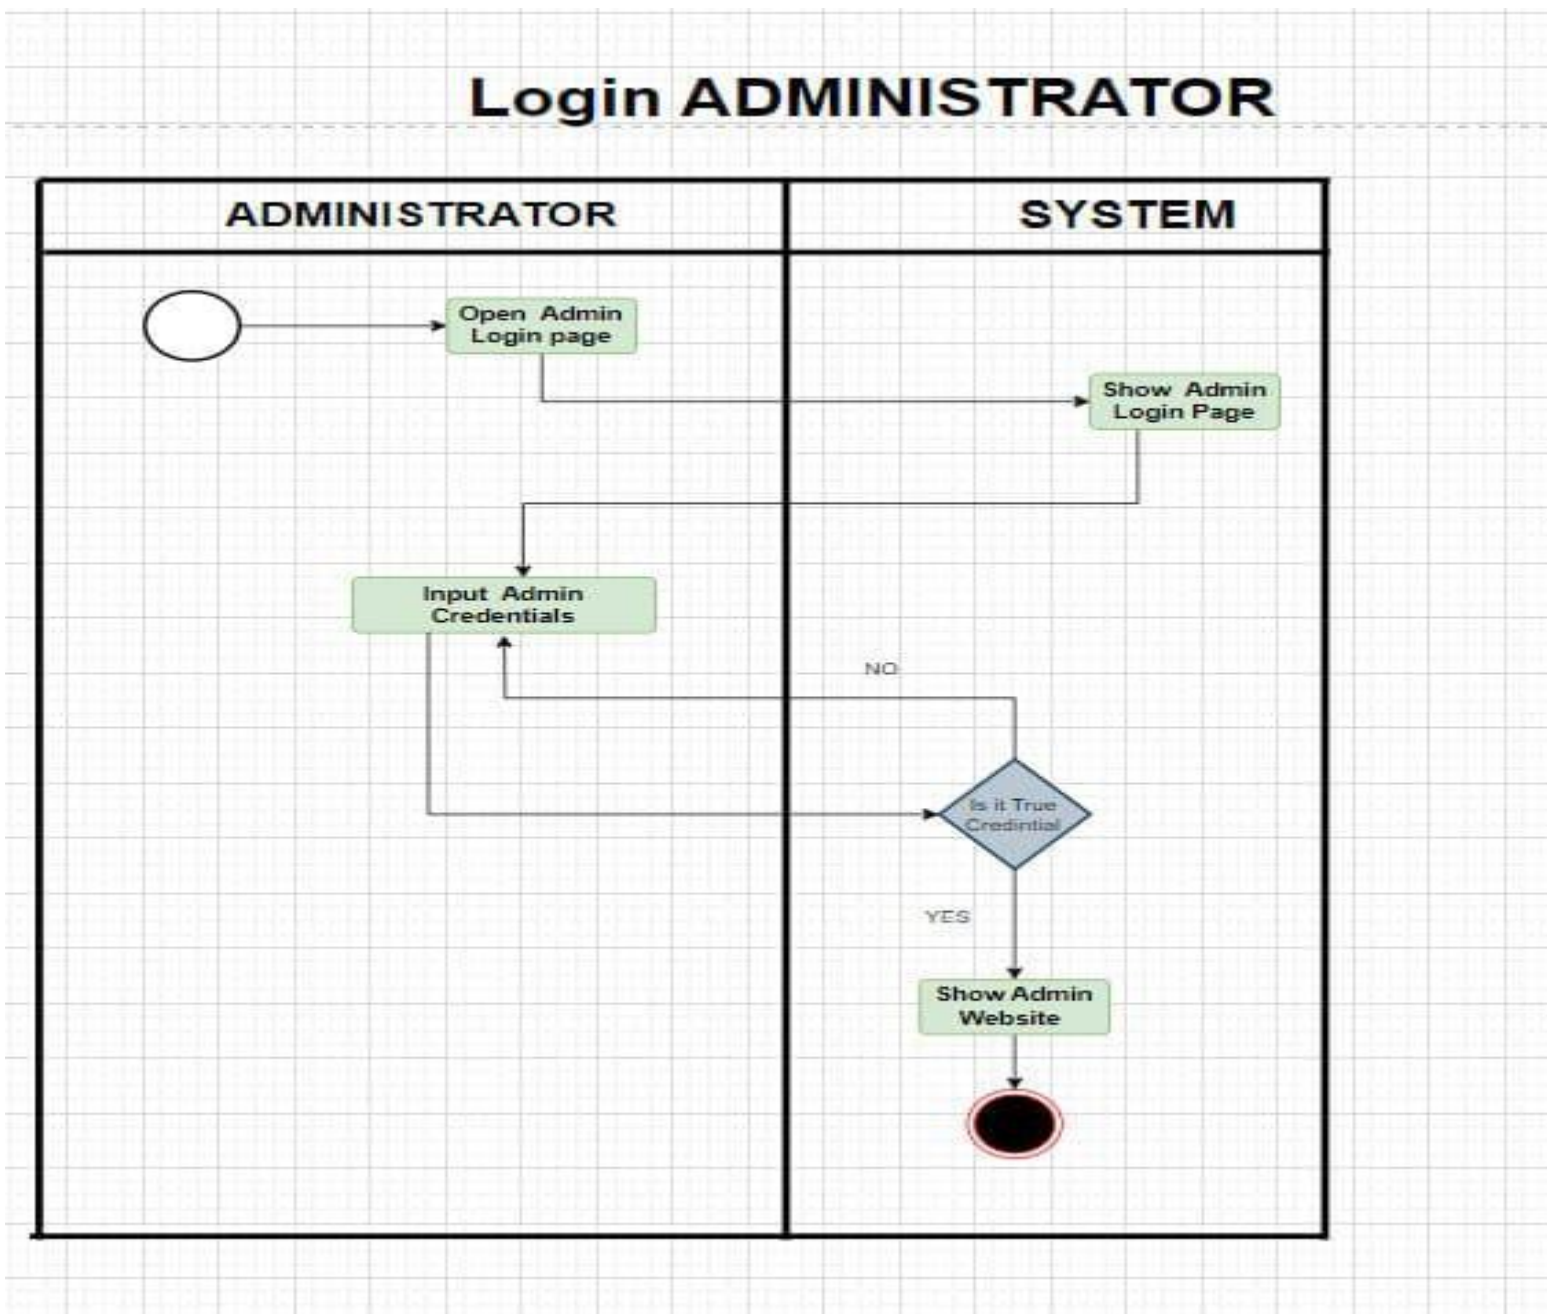 Login ADMINISTRATOR
ADMINISTRATOR
SYSTEM
Open Admin
Login page
Show Admin
Login Page
Input Admin
Credentials
NO
Is it True
Credintial
YES
Show Admin
Website